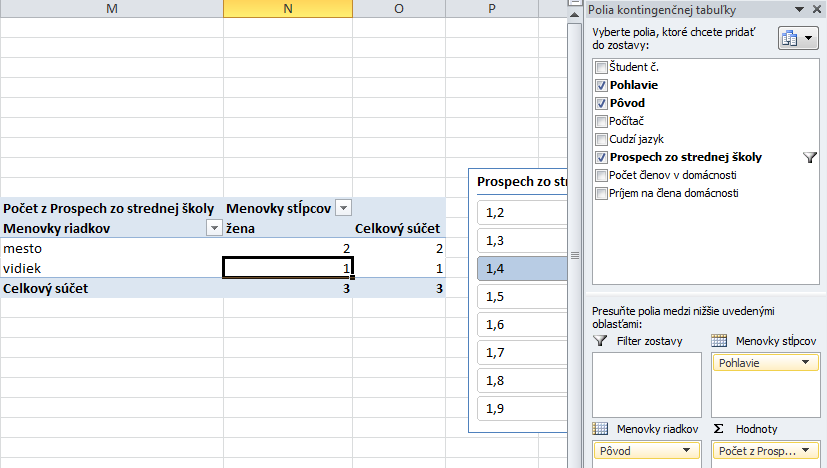 M N O P
Počet z Prospech zo strednej školy Menovky stĺpcov
Menovky riadkov žena Celkový súčet
mesto 2 2
vidiek 1 1
Celkový súčet 3 3
Prospech zo str
1,2
1,3
1,4
1,5
1,6
1,7
1,8
1,9
Polia kontingenčnej tabuľky
Vyberte polia, ktoré chcete pridať
do zostavy:
Študent č.
Pohlavie
Pôvod
Počítač
Cudzí jazyk
Prospech zo strednej školy
Počet členov v domácnosti
Príjem na člena domácnosti
Presuňte polia medzi nižšie uvedenými
oblasťami:
Filter zostavy Menovky stĺpcov
Pohlavie
Menovky riadkov Σ Hodnoty
Pôvod Počet z Prosp...